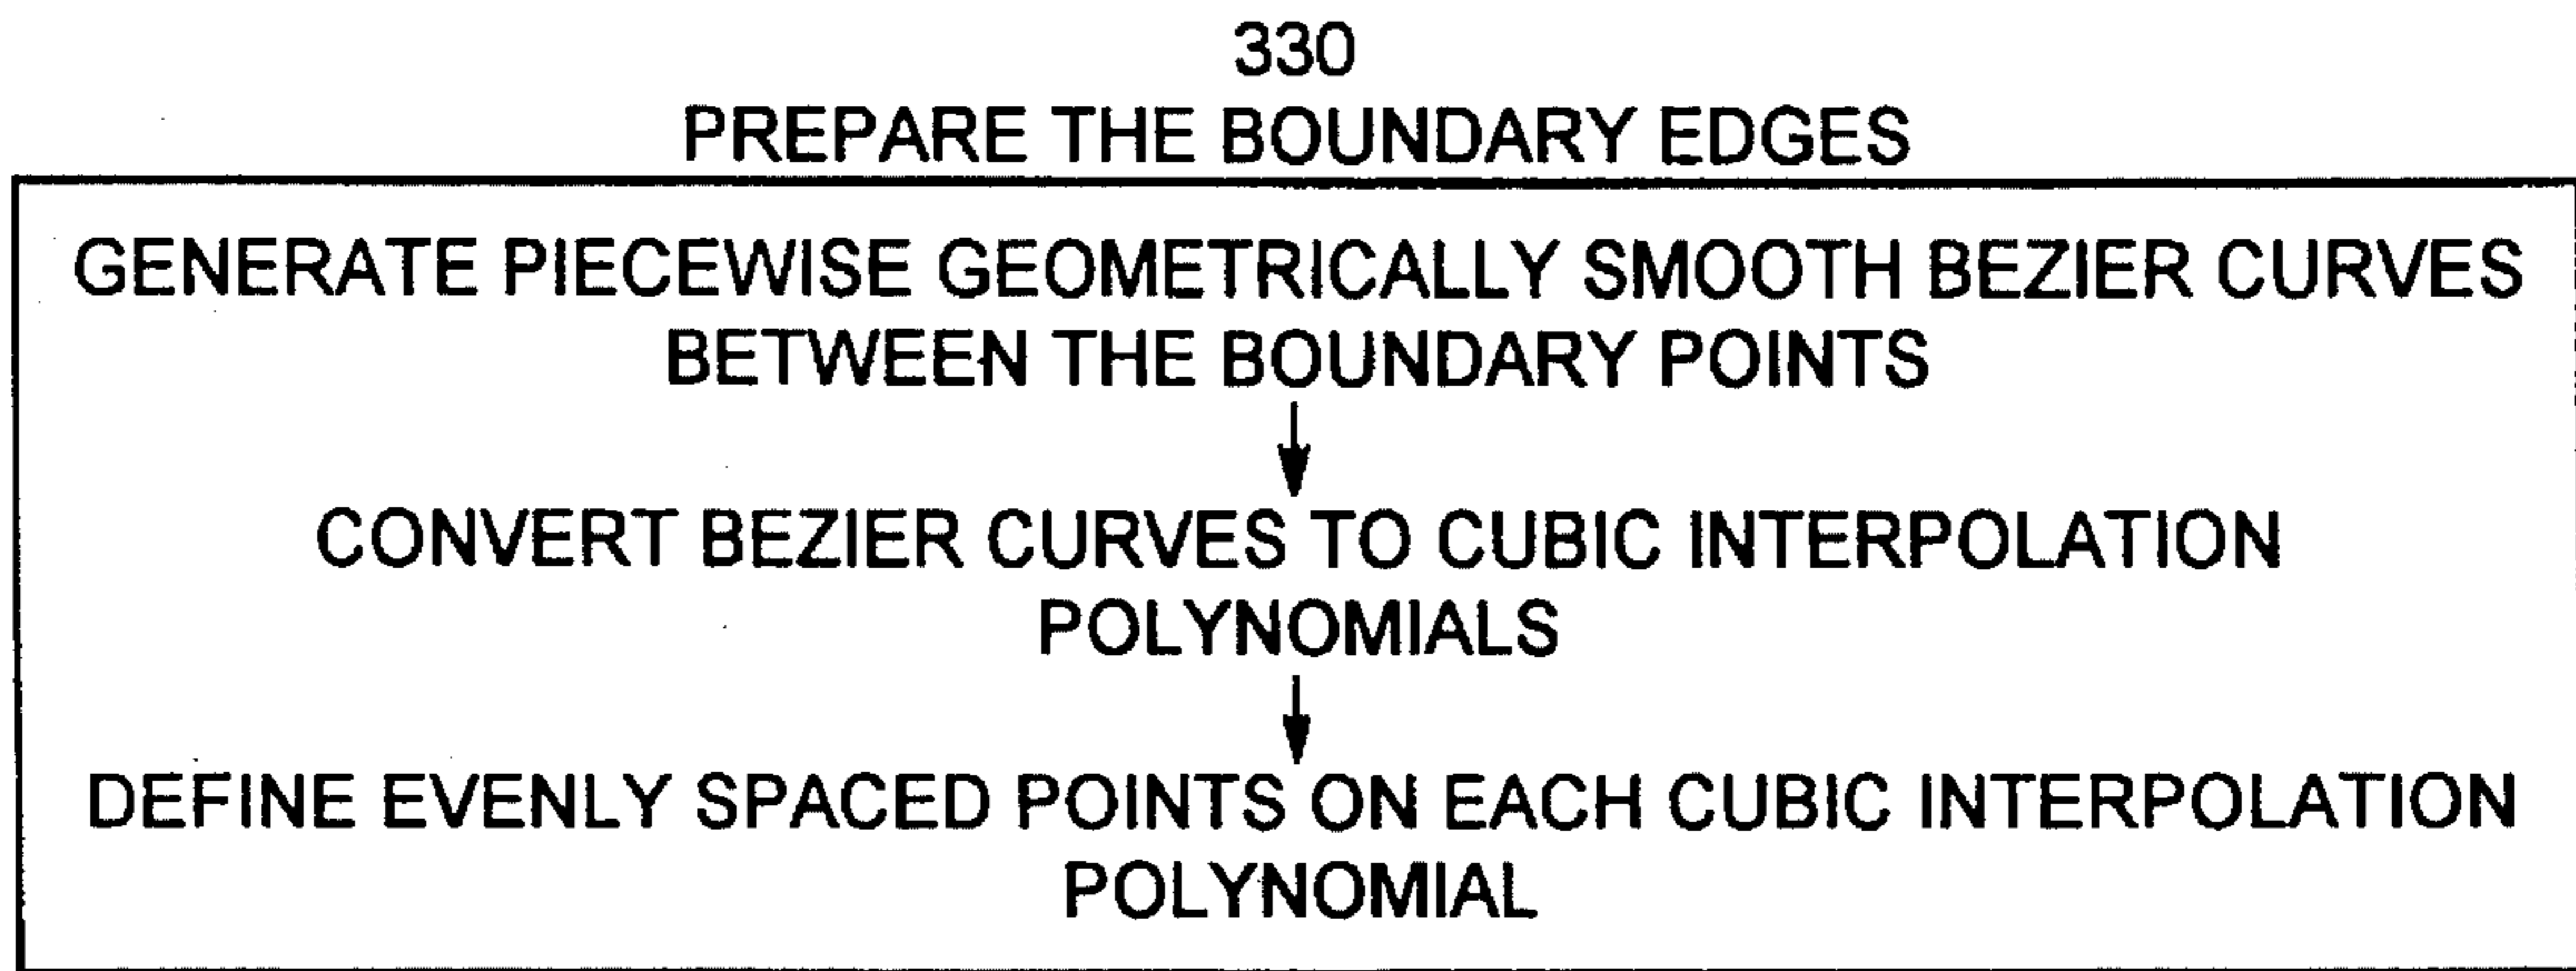 330
PREPARE THE BOUNDARY EDGES
GENERATE PIECEWISE GEOMETRICALLY SMOOTH BEZIER CURVES
BETWEEN THE BOUNDARY POINTS
CONVERT BEZIER CURVES TO CUBIC INTERPOLATION
POLYNOMIALS
DEFINE EVENLY SPACED POINTS ON EACH CUBIC INTERPOLATION
POLYNOMIAL